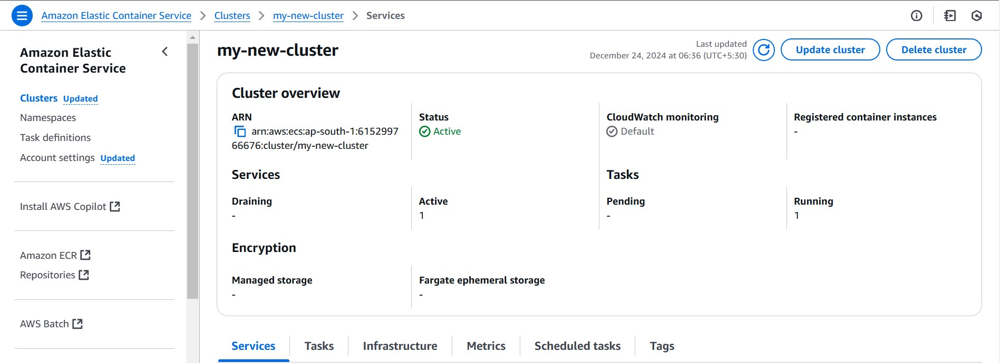 Amazon Elastic Container Service > Clusters > my-new-cluster > Services
Amazon Elastic
Container Service
Clusters Updated
Namespaces
Task definitions
Account settings Updated
Install AWS Copilot
Amazon ECR
Repositories
AWS Batch
my-new-cluster
Last updated
December 24, 2024 at 06:36 (UTC+5:30)
Update cluster
Delete cluster
Cluster overview
ARN
arn:aws:ecs:ap-south-1:6152997
66676:cluster/my-new-cluster
Status
Active
CloudWatch monitoring
Default
Registered container instances
-
Services
Draining
-
Active
1
Tasks
Pending
-
Running
1
Encryption
Managed storage
-
Fargate ephemeral storage
-
Services Tasks Infrastructure Metrics Scheduled tasks Tags